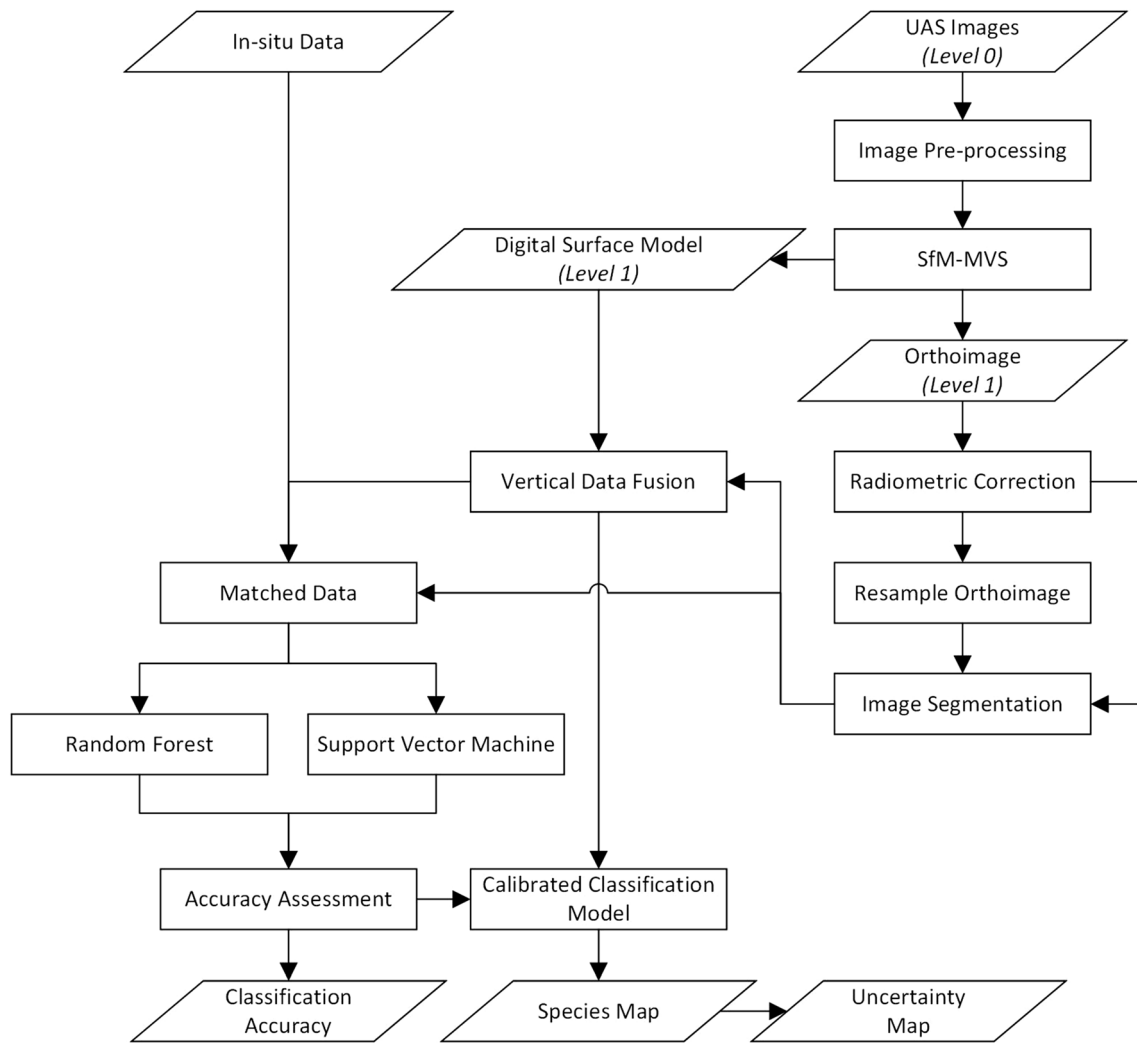 In-situ Data
UAS Images
(Level 0)
Image Pre-processing
Digital Surface Model
(Level 1)
SfM-MVS
Orthoimage
(Level 1)
Vertical Data Fusion
Radiometric Correction
Matched Data
Resample Orthoimage
Image Segmentation
Random Forest
Support Vector Machine
Accuracy Assessment
Calibrated Classification
Model
Classification
Accuracy
Species Map
Uncertainty
Map